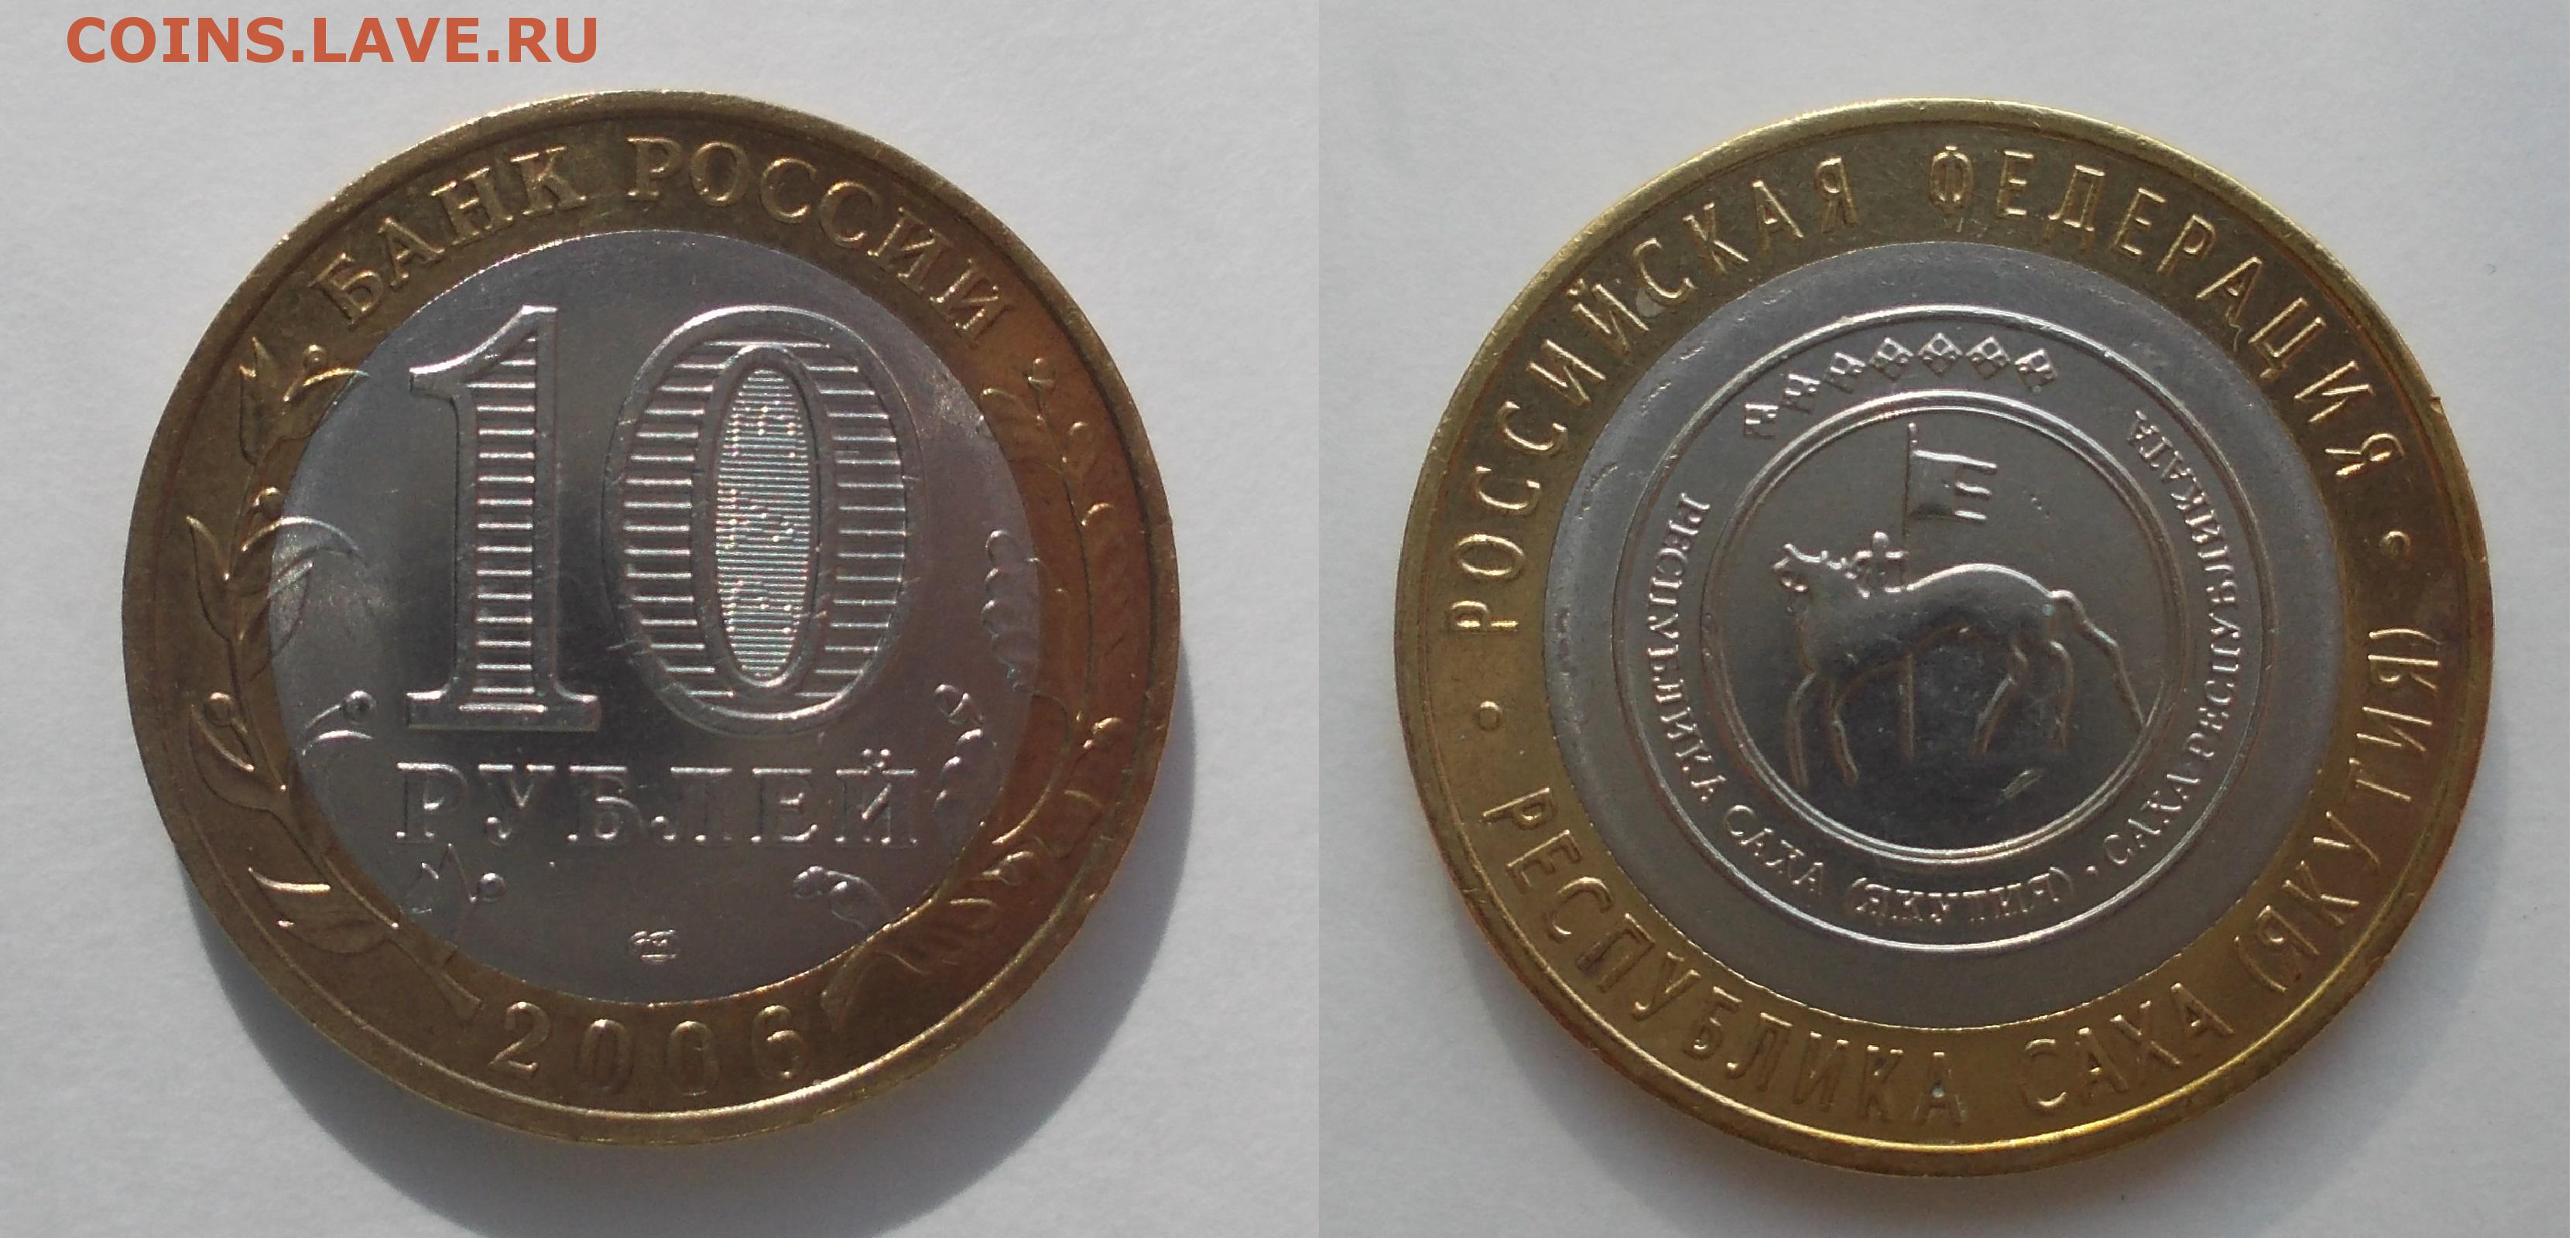 COINS.LAVE.RU
БАНК РОССИИ
10
РУБЛЕЙ
2006
РОССИЙСКАЯ ФЕДЕРАЦИЯ
РЕСПУБЛИКА САХА (ЯКУТИЯ)
РЕСПУБЛИКА САХА (ЯКУТИЯ) • САХА РЕСПУБЛИКАТА